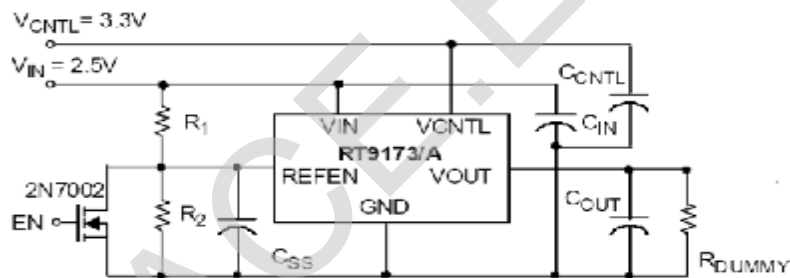 VCNTL= 3.3V
VIN = 2.5V
CCNTL
R1
VIN VCNTL
CIN
RT9173/A
REFEN VOUT
2N7002
EN
R2
GND
COUT
CSS
RDUMMY
ACE.E